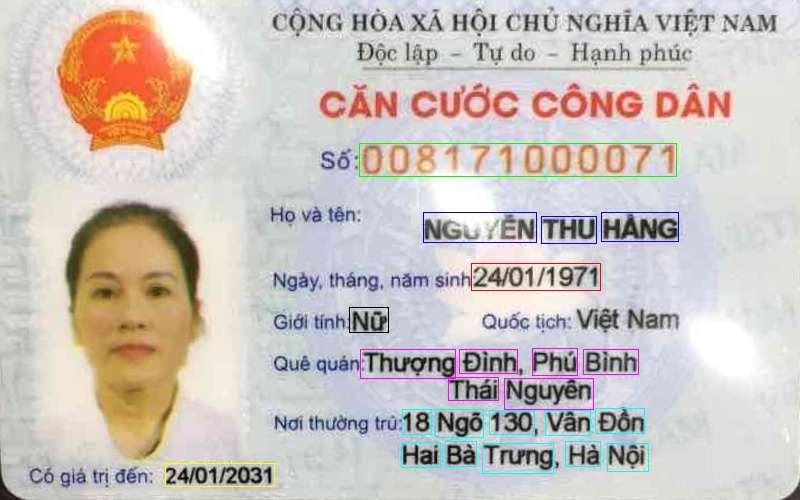 CỘNG HÒA XÃ HỘI CHỦ NGHĨA VIỆT NAM
Độc lập – Tự do – Hạnh phúc
CĂN CƯỚC CÔNG DÂN
Số: 008171000071
Họ và tên: NGUYỄN THU HẰNG
Ngày, tháng, năm sinh: 24/01/1971
Giới tính: Nữ Quốc tịch: Việt Nam
Quê quán: Thượng Đình, Phú Bình
Thái Nguyên
Nơi thường trú: 18 Ngõ 130, Vân Đồn
Hai Bà Trưng, Hà Nội
Có giá trị đến: 24/01/2031